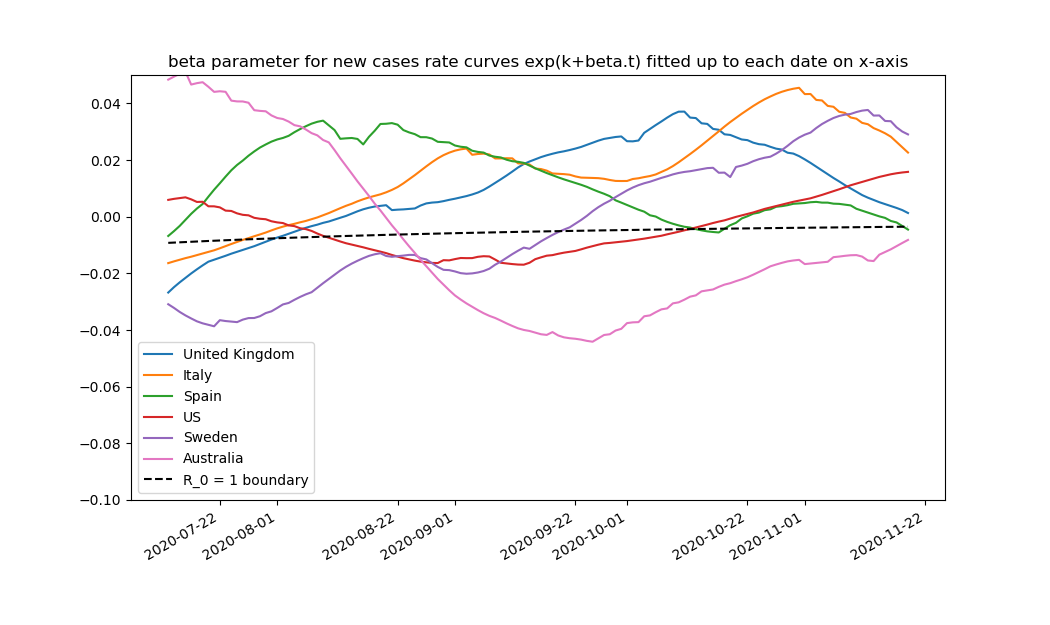 beta parameter for new cases rate curves exp(k+beta.t) fitted up to each date on x-axis
0.04
0.02
0.00
−0.02
−0.04
−0.06
−0.08
−0.10
United Kingdom
Italy
Spain
US
Sweden
Australia
R_0 = 1 boundary
2020-07-22
2020-08-01
2020-08-22
2020-09-01
2020-09-22
2020-10-01
2020-10-22
2020-11-01
2020-11-22